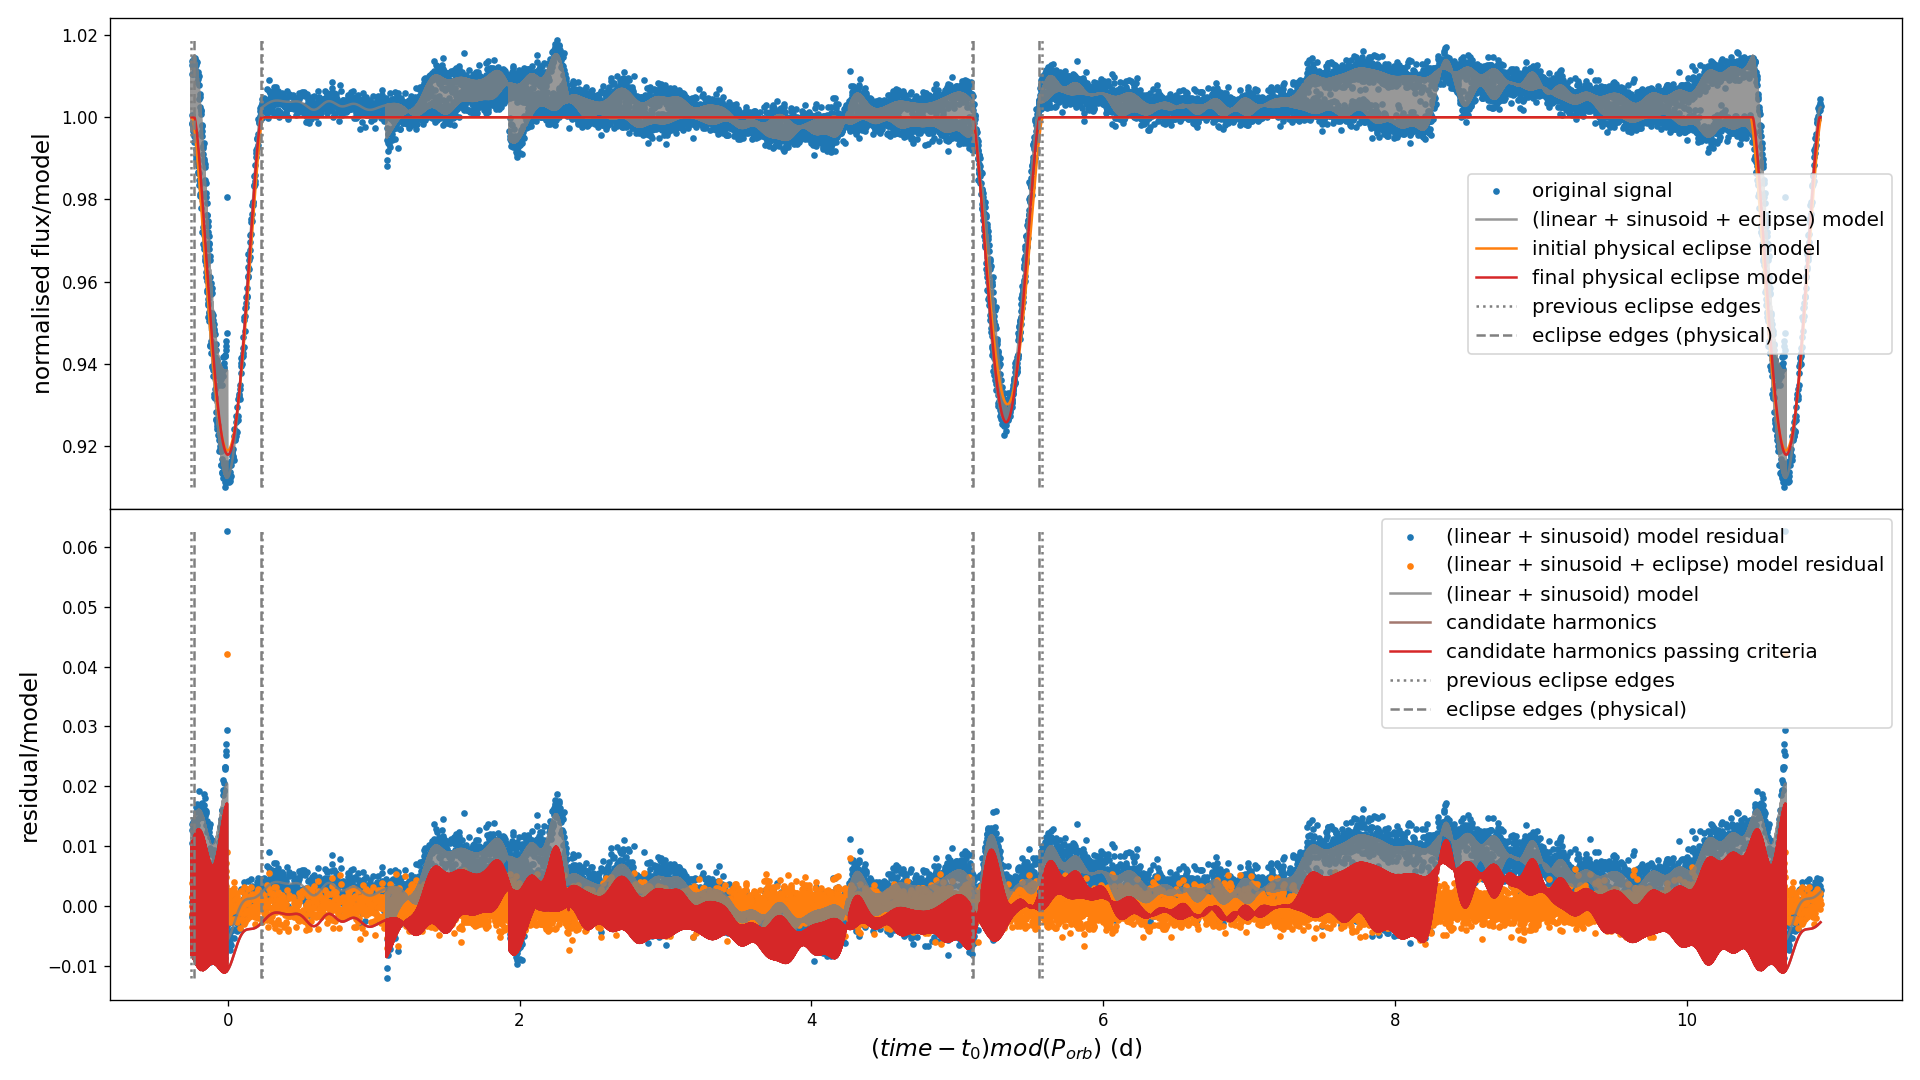 1.02
1.00
0.98
0.96
0.94
0.92
normalised flux/model
original signal
(linear + sinusoid + eclipse) model
initial physical eclipse model
final physical eclipse model
previous eclipse edges
eclipse edges (physical)
0.06
0.05
0.04
0.03
0.02
0.01
0.00
−0.01
residual/model
(linear + sinusoid) model residual
(linear + sinusoid + eclipse) model residual
(linear + sinusoid) model
candidate harmonics
candidate harmonics passing criteria
previous eclipse edges
eclipse edges (physical)
0 2 4 6 8 10
(time − t₀)mod(P_orb) (d)